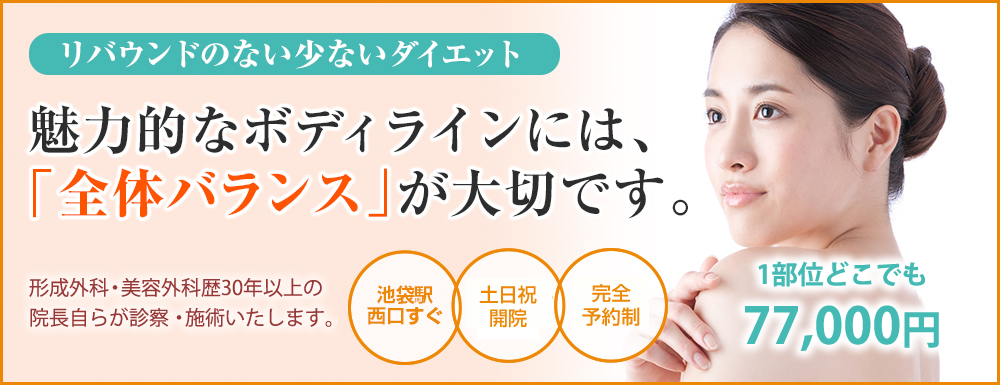 リバウンドのない少ないダイエット
魅力的なボディラインには、
「全体バランス」が大切です。
形成外科・美容外科歴30年以上の
院長自らが診察・施術いたします。
池袋駅
西口すぐ
土日祝
開院
完全
予約制
1部位どこでも
77,000円